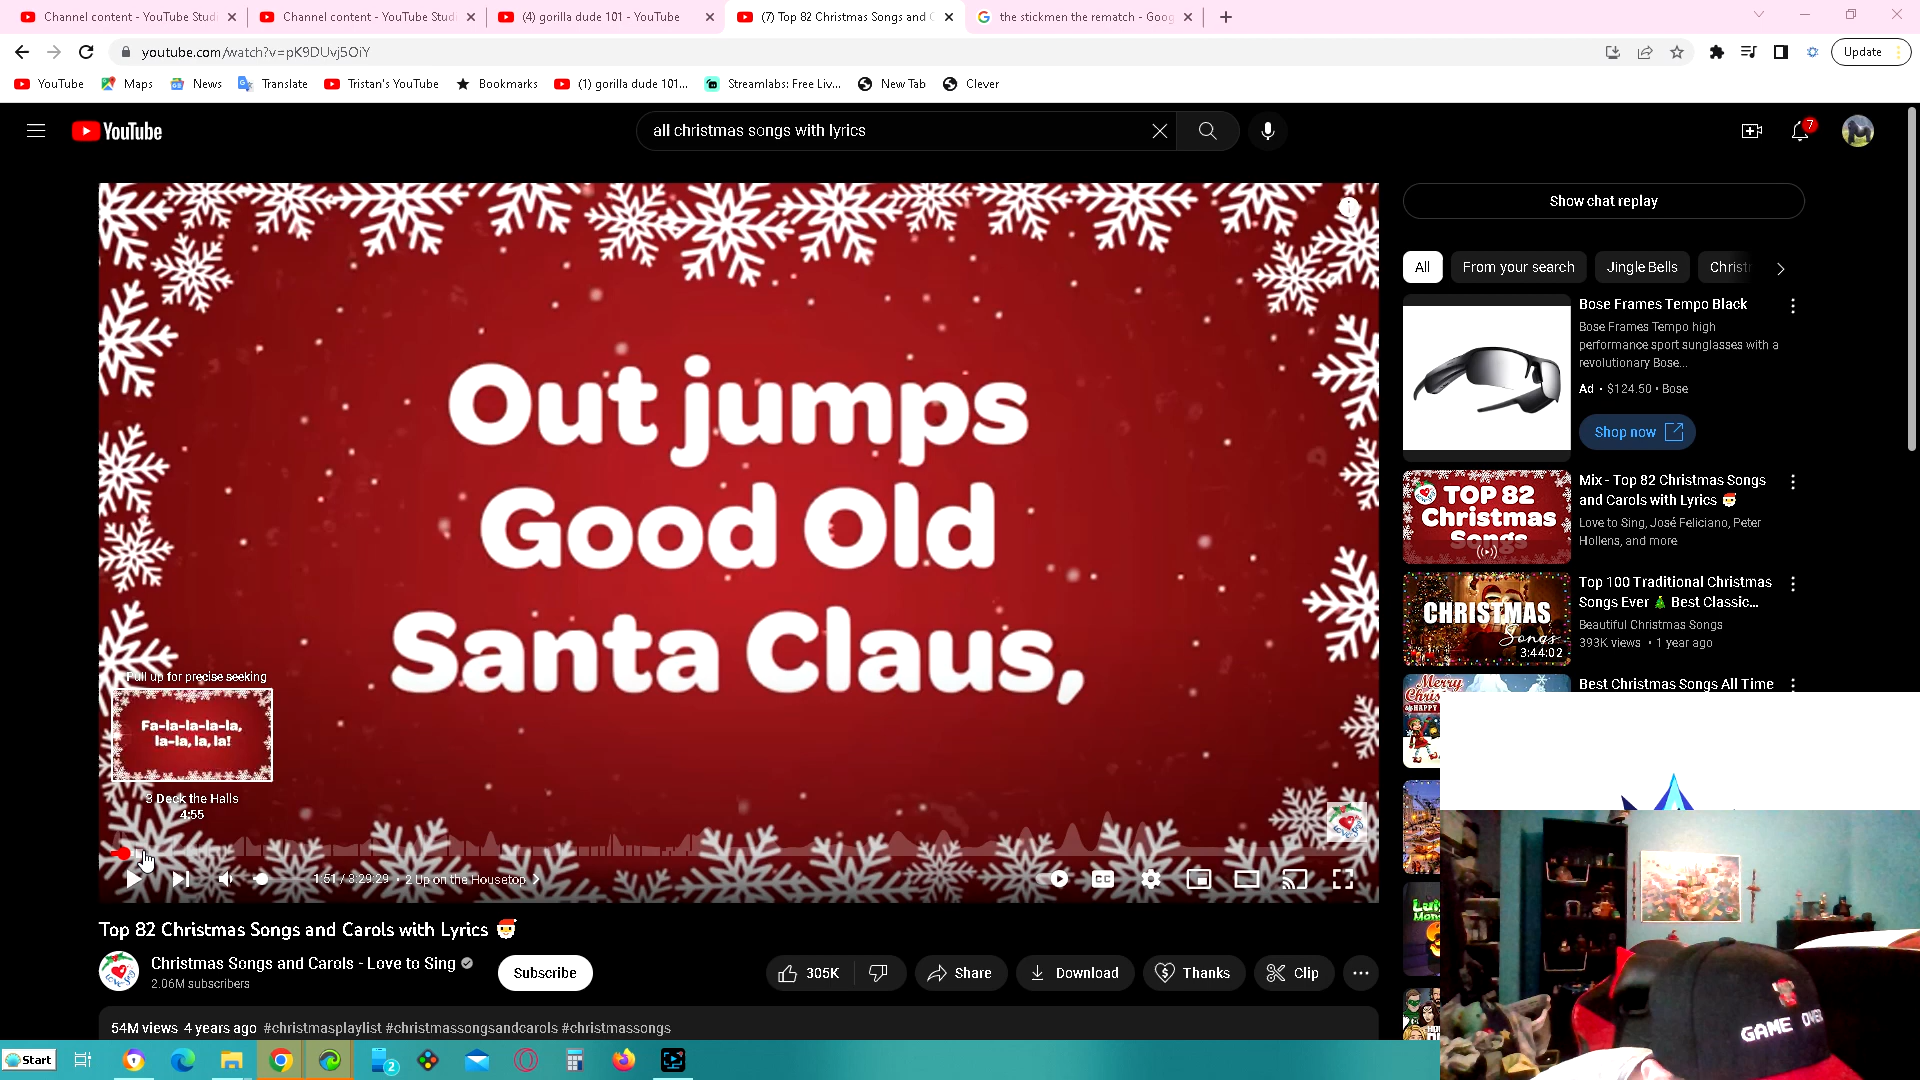 Channel content - YouTube Studi
Channel content - YouTube Studi
(4) gorilla dude 101 - YouTube
(7) Top 82 Christmas Songs and C
the stickmen the rematch - Goog
youtube.com/watch?v=pK9DUvj5OiY
Update
YouTube
Maps
News
Translate
Tristan's YouTube
Bookmarks
(1) gorilla dude 101...
Streamlabs: Free Liv...
New Tab
Clever
YouTube
all christmas songs with lyrics
7
Out jumps
Good Old
Santa Claus,
Pull up for precise seeking
Fa-la-la-la-la,
la-la, la, la!
3 Deck the Halls
4:55
1:51 / 3:29:29 • 2 Up on the Housetop
CC
Top 82 Christmas Songs and Carols with Lyrics 🎅
Christmas Songs and Carols - Love to Sing
2.06M subscribers
Subscribe
305K
Share
Download
Thanks
Clip
54M views 4 years ago #christmasplaylist #christmassongsandcarols #christmassongs
Show chat replay
All
From your search
Jingle Bells
Christ
Bose Frames Tempo Black
Bose Frames Tempo high
performance sport sunglasses with a
revolutionary Bose...
Ad • $124.50 • Bose
Shop now
TOP 82
Christmas
Songs
Mix - Top 82 Christmas Songs
and Carols with Lyrics 🎅
Love to Sing, José Feliciano, Peter
Hollens, and more
CHRISTMAS
Songs
3:44:02
Top 100 Traditional Christmas
Songs Ever 🎄 Best Classic...
Beautiful Christmas Songs
393K views • 1 year ago
Merry
Chris
HAPPY
Best Christmas Songs All Time
GAME OVER
Start
2